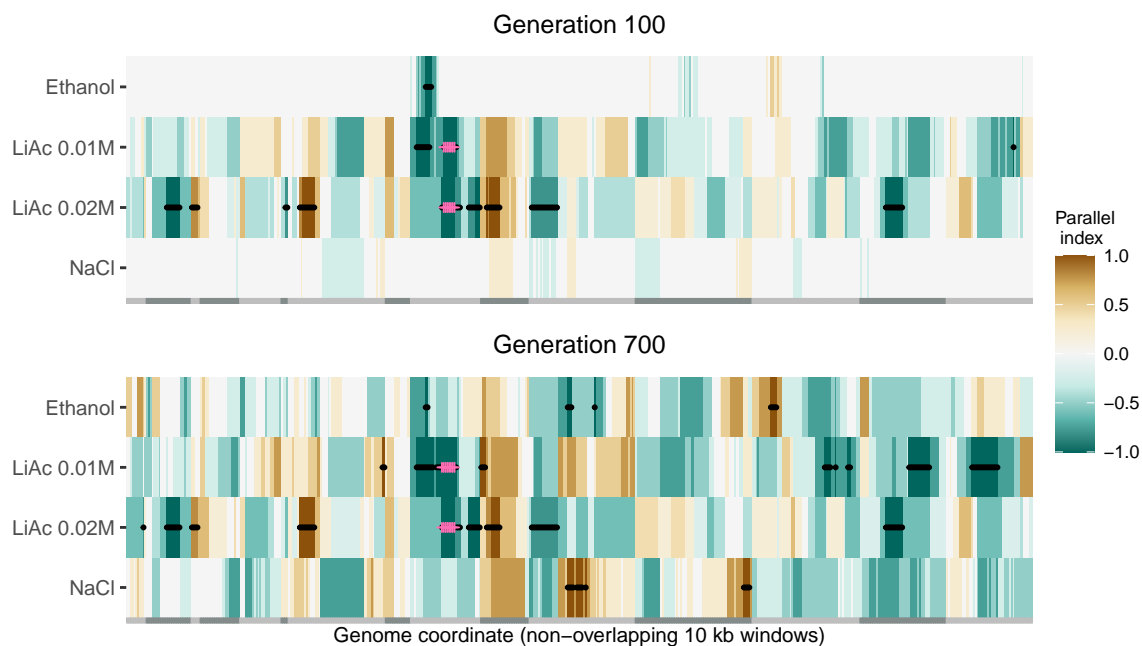 Generation 100
Ethanol
LiAc 0.01M
LiAc 0.02M
NaCl
Parallel
index
1.0
0.5
0.0
−0.5
−1.0
Generation 700
Ethanol
LiAc 0.01M
LiAc 0.02M
NaCl
Genome coordinate (non−overlapping 10 kb windows)